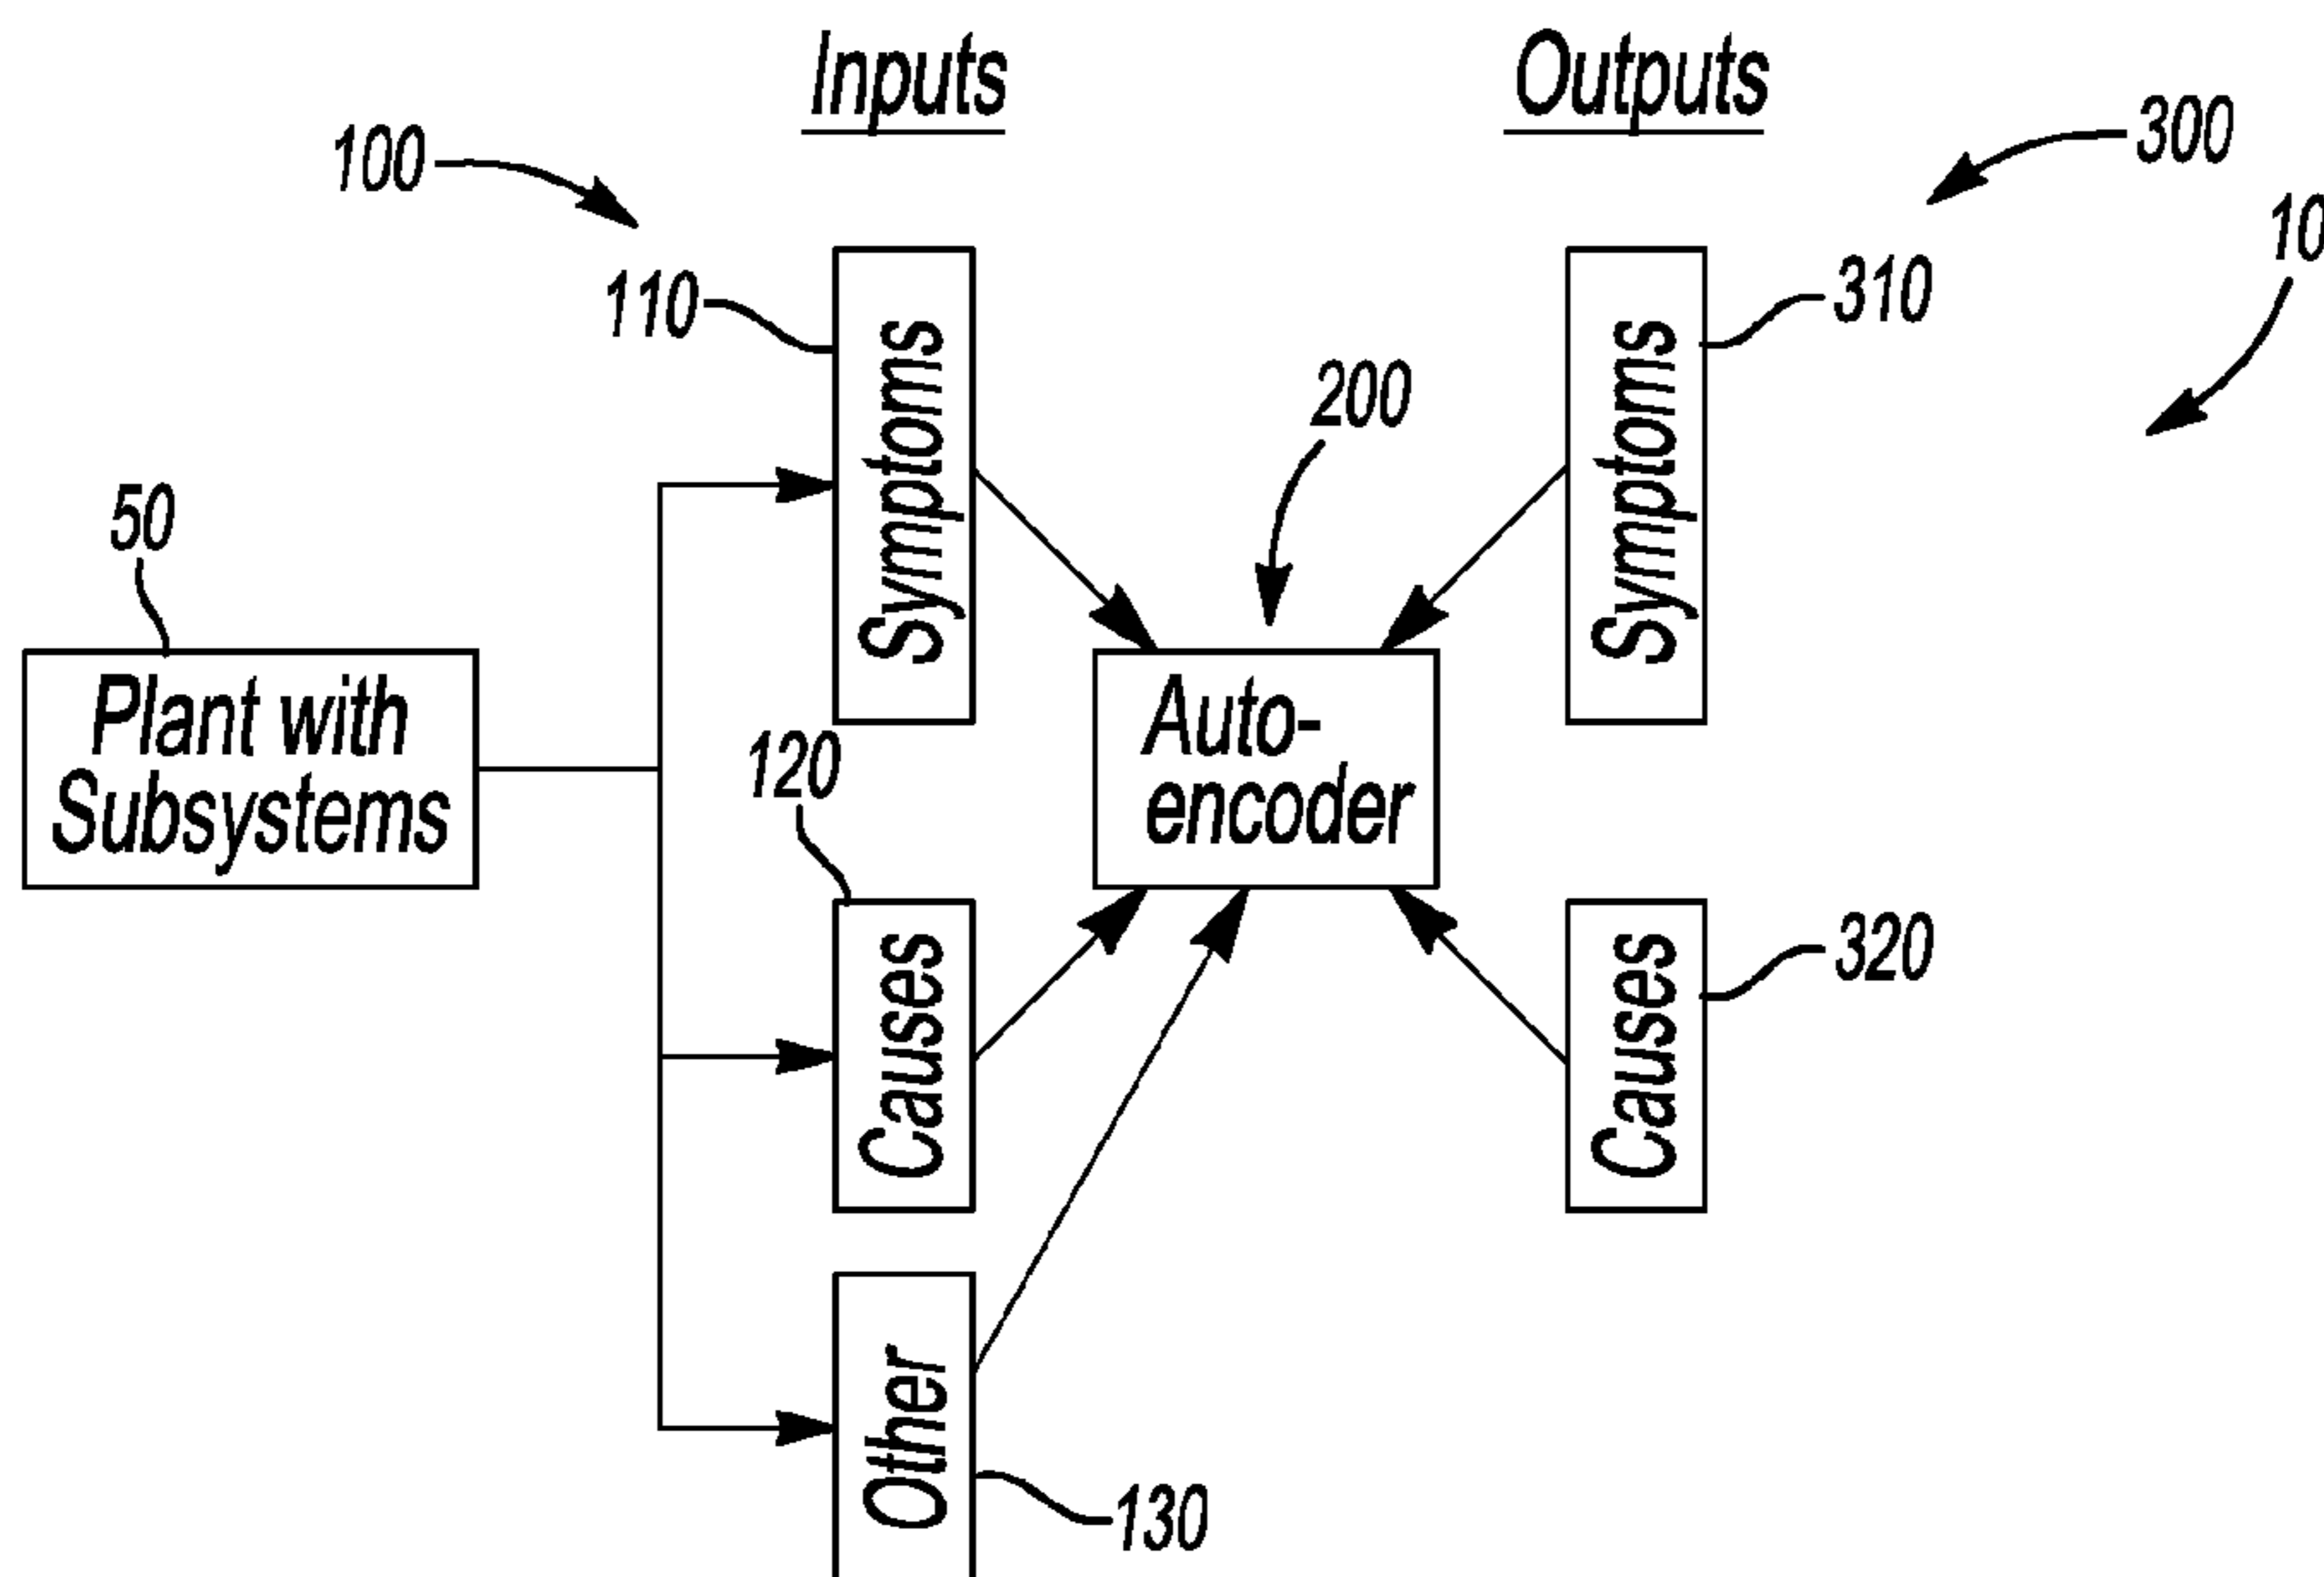 Inputs
Outputs
100
300
10
110
310
Symptoms
Symptoms
200
50
Plant with
Subsystems
120
Auto-
encoder
Causes
Causes
320
Other
130